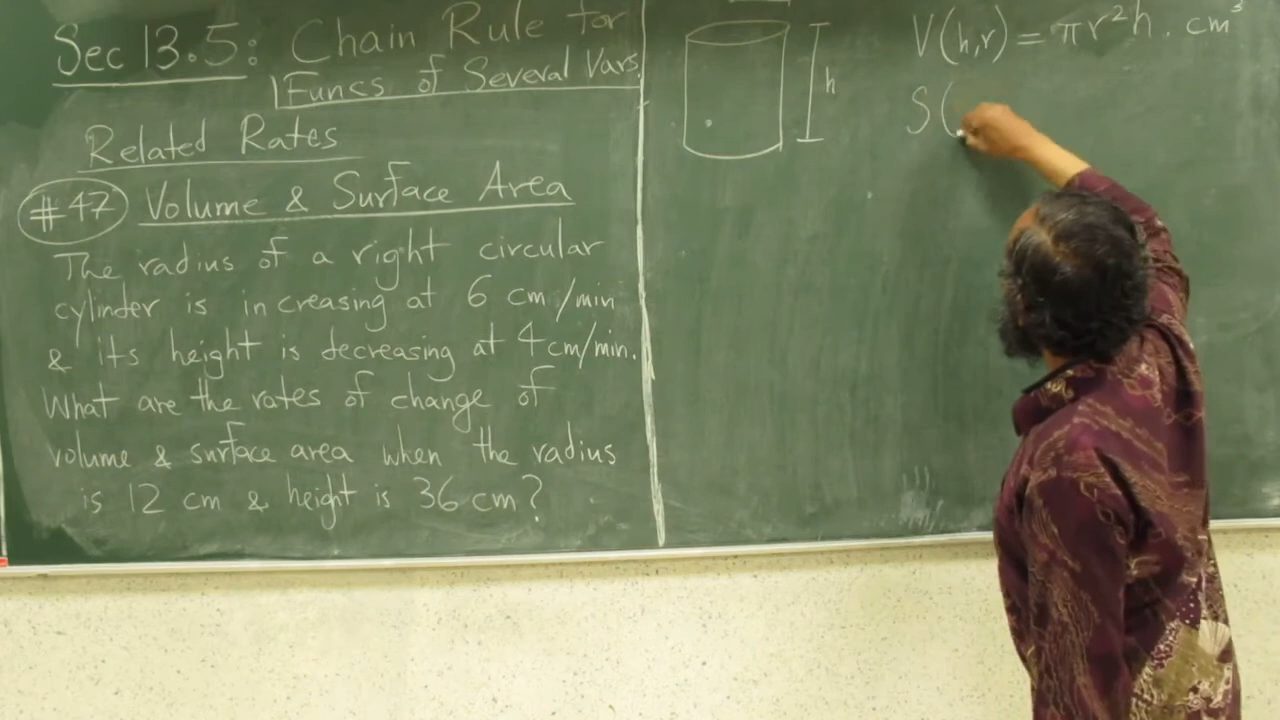 Sec 13.5: Chain Rule for
Funcs of Several Vars.
Related Rates
#47 Volume & Surface Area
The radius of a right circular
cylinder is increasing at 6 cm/min
& its height is decreasing at 4cm/min.
What are the rates of change of
volume & surface area when the radius
is 12 cm & height is 36 cm?
h
V(h,r) = πr²h. cm³
S(